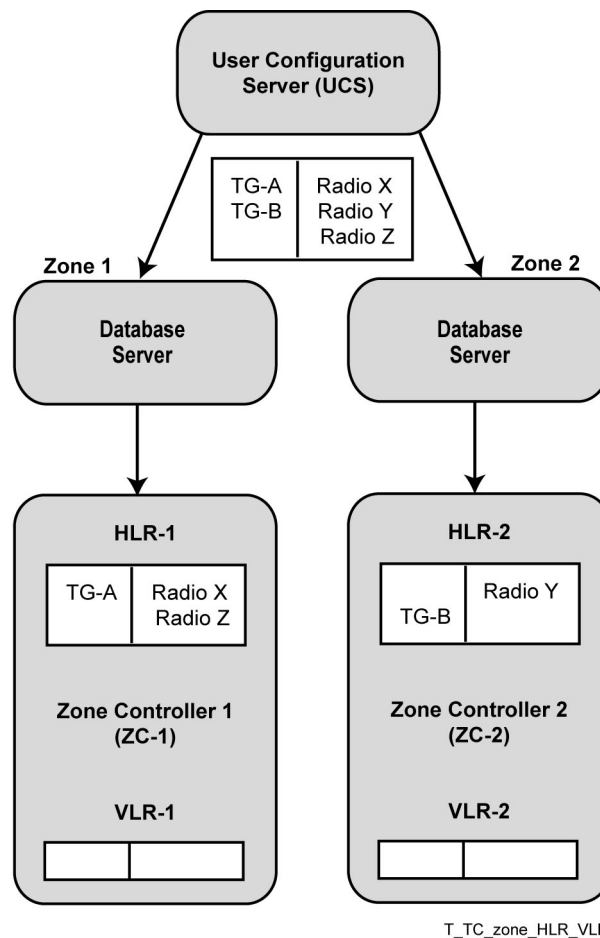 User Configuration
Server (UCS)
TG-A Radio X
TG-B Radio Y
Radio Z
Zone 1
Zone 2
Database
Server
Database
Server
HLR-1
TG-A Radio X
Radio Z
Zone Controller 1
(ZC-1)
VLR-1
HLR-2
Radio Y
TG-B
Zone Controller 2
(ZC-2)
VLR-2